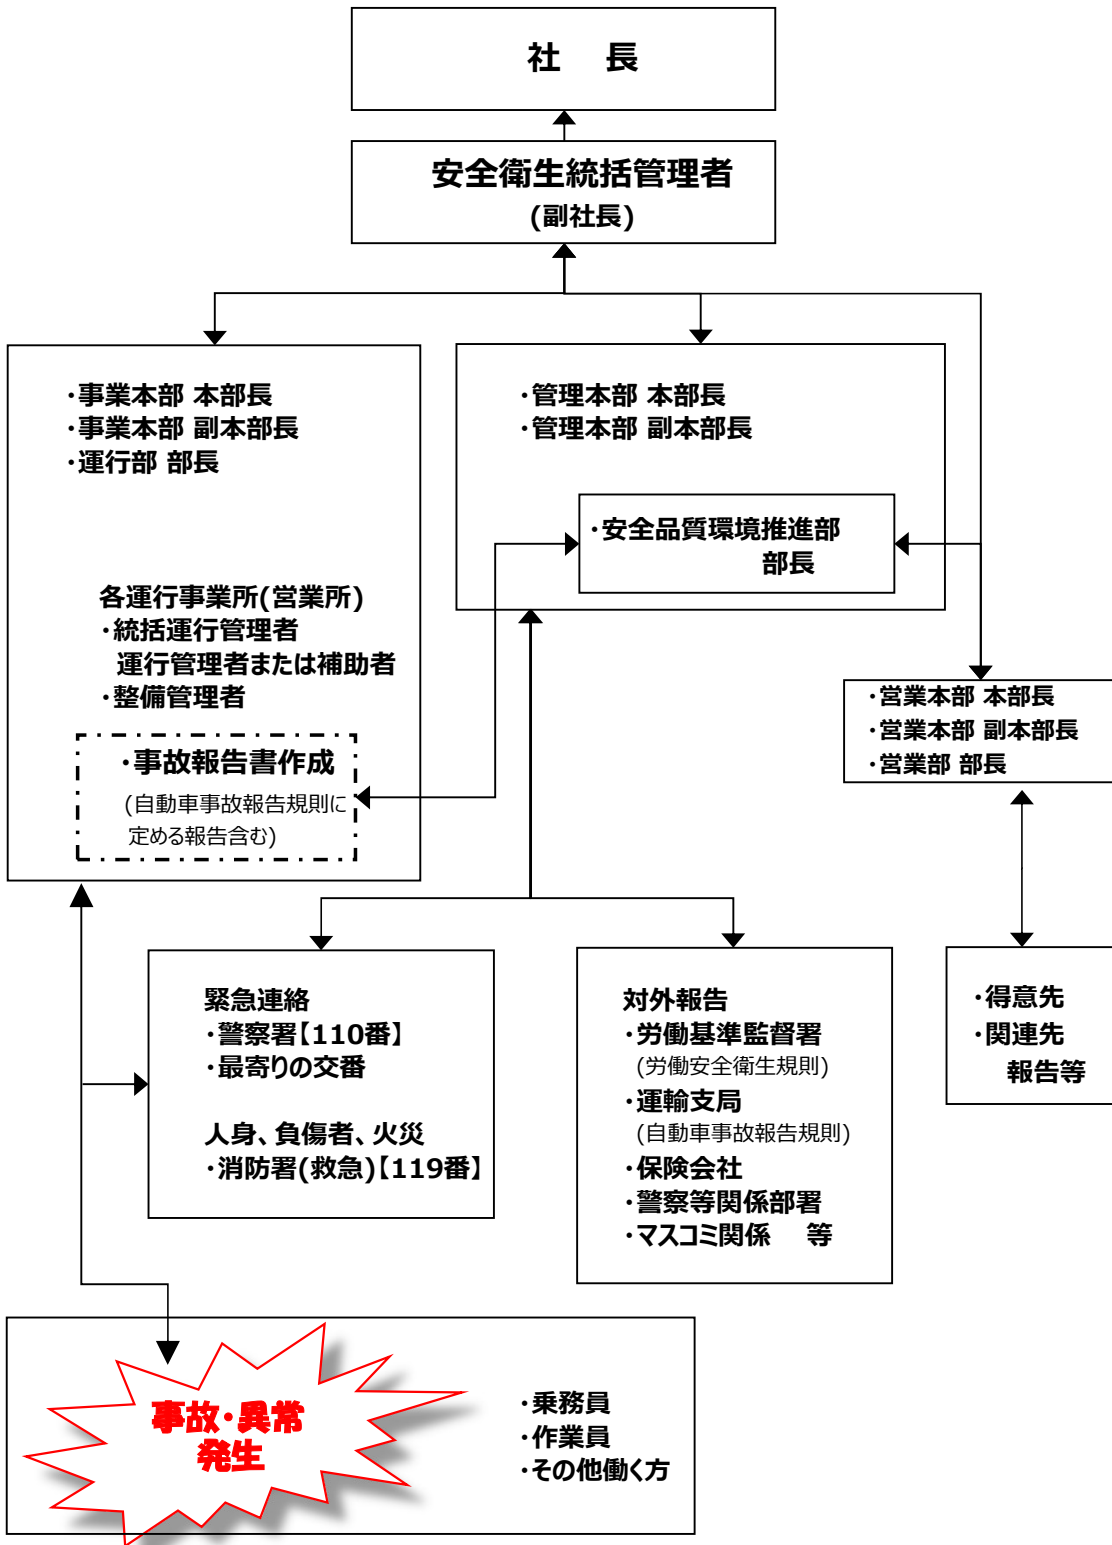 社　長
安全衛生統括管理者
(副社長)
・事業本部 本部長
・事業本部 副本部長
・運行部 部長
各運行事業所(営業所)
・統括運行管理者
運行管理者または補助者
・整備管理者
・事故報告書作成
(自動車事故報告規則に
定める報告含む)
・管理本部 本部長
・管理本部 副本部長
・安全品質環境推進部
部長
・営業本部 本部長
・営業本部 副本部長
・営業部 部長
緊急連絡
・警察署【110番】
・最寄りの交番
人身、負傷者、火災
・消防署(救急)【119番】
対外報告
・労働基準監督署
(労働安全衛生規則)
・運輸支局
(自動車事故報告規則)
・保険会社
・警察等関係部署
・マスコミ関係　等
・得意先
・関連先
報告等
事故・異常
発生
・乗務員
・作業員
・その他働く方